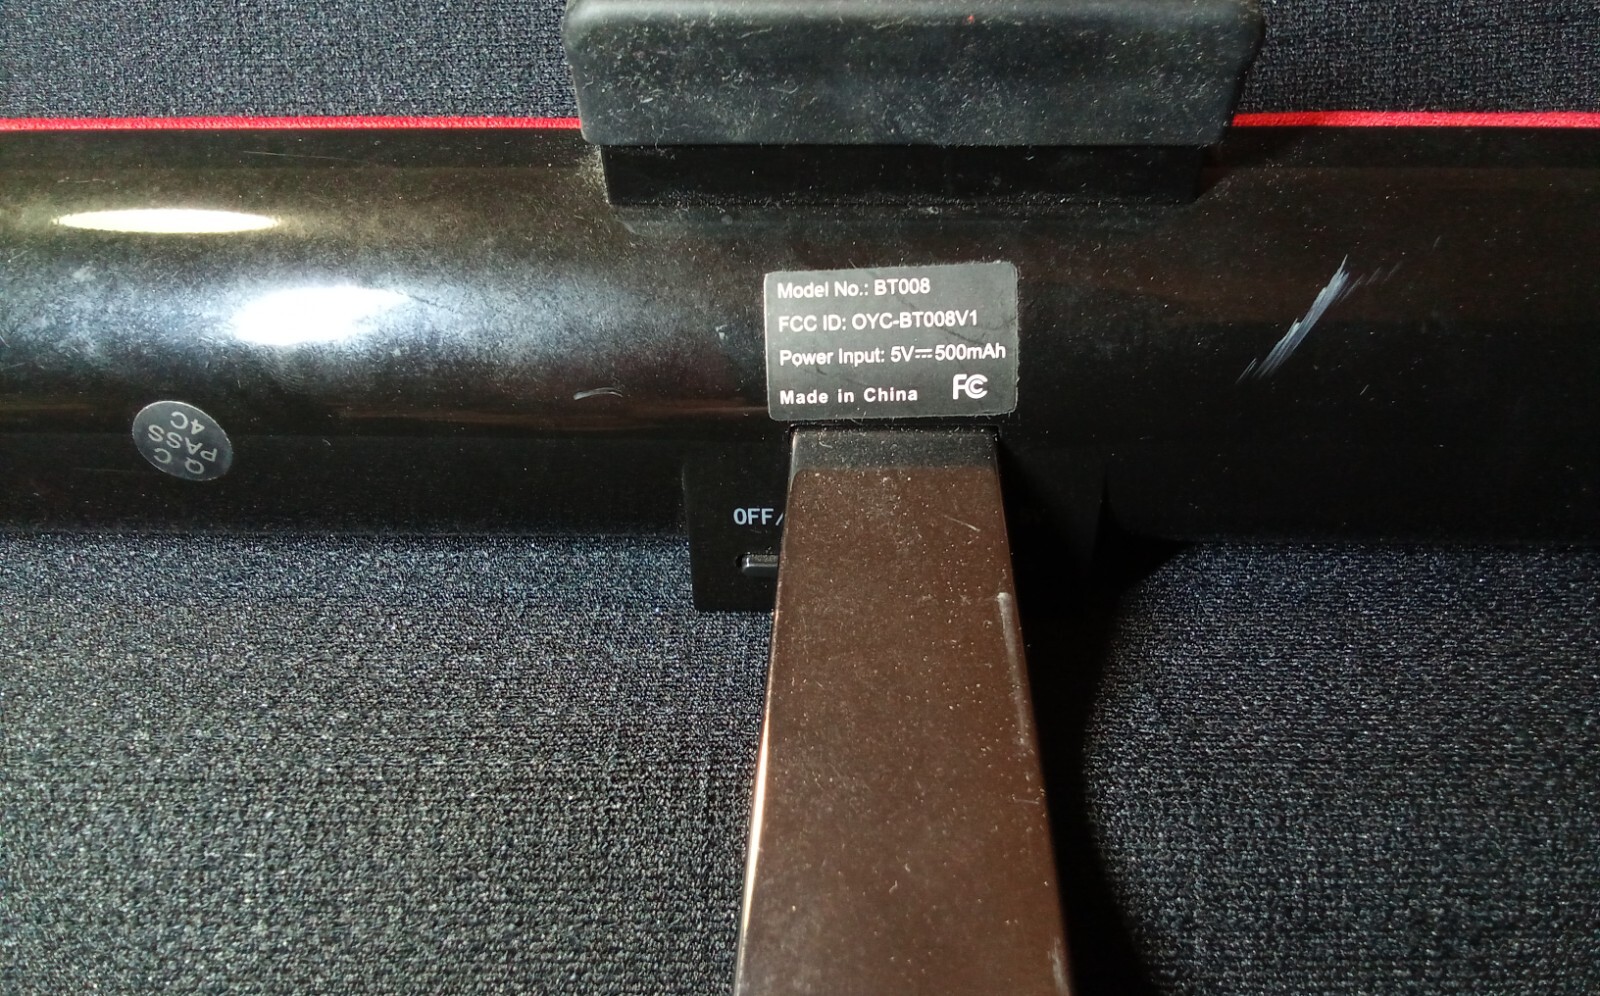 Model No.: BT008
FCC ID: OYC-BT008V1
Power Input: 5V⎓500mAh
Made in China FC
Q C
PASS
4C
OFF/